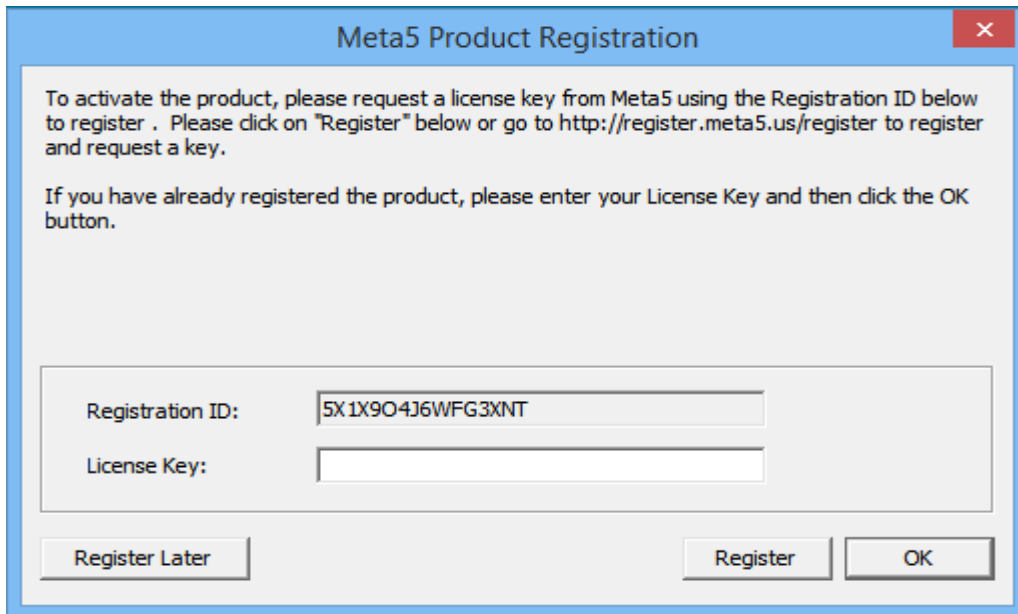 Meta5 Product Registration
To activate the product, please request a license key from Meta5 using the Registration ID below
to register .  Please click on "Register" below or go to http://register.meta5.us/register to register
and request a key.
If you have already registered the product, please enter your License Key and then click the OK
button.
Registration ID: 5X1X9O4J6WFG3XNT
License Key:
Register Later Register OK